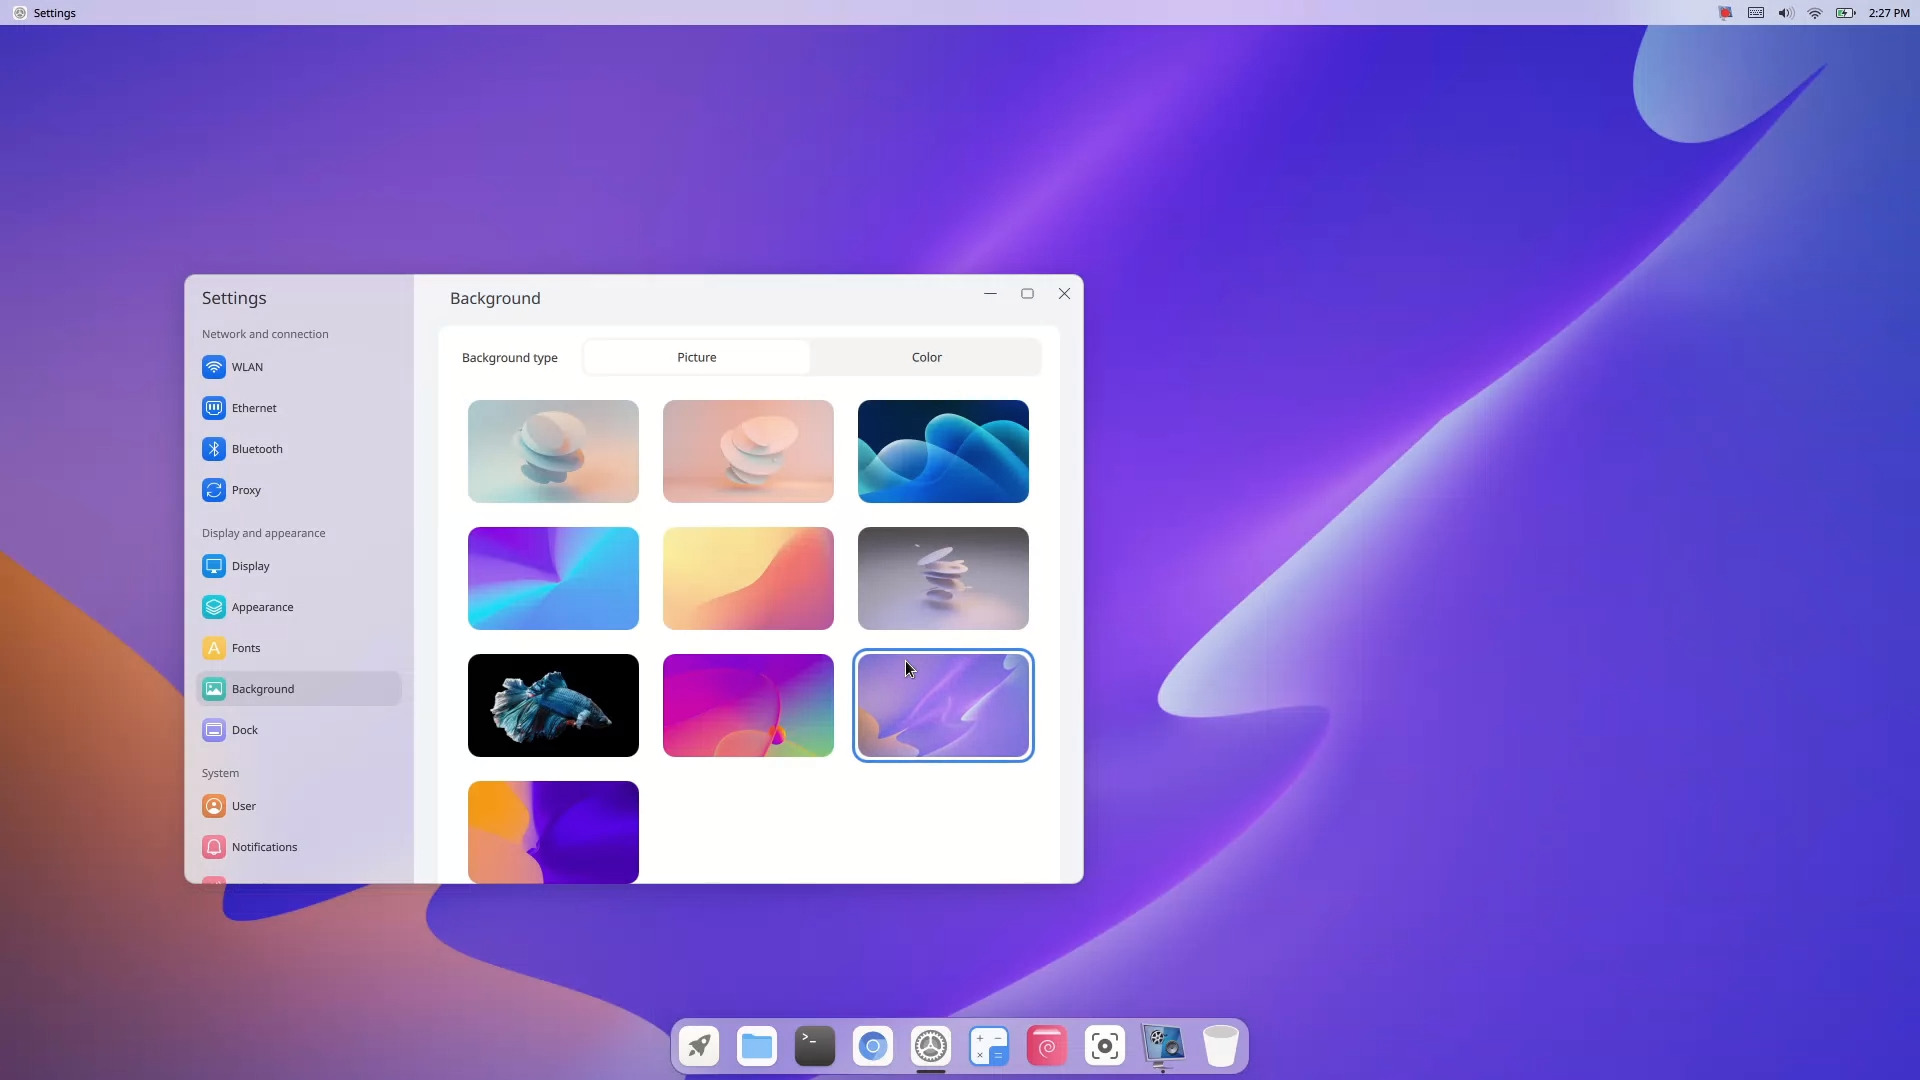 Settings
2:27 PM
Settings
Background
Network and connection
Background type
Picture
Color
WLAN
Ethernet
Bluetooth
Proxy
Display and appearance
Display
Appearance
Fonts
Background
Dock
System
User
Notifications